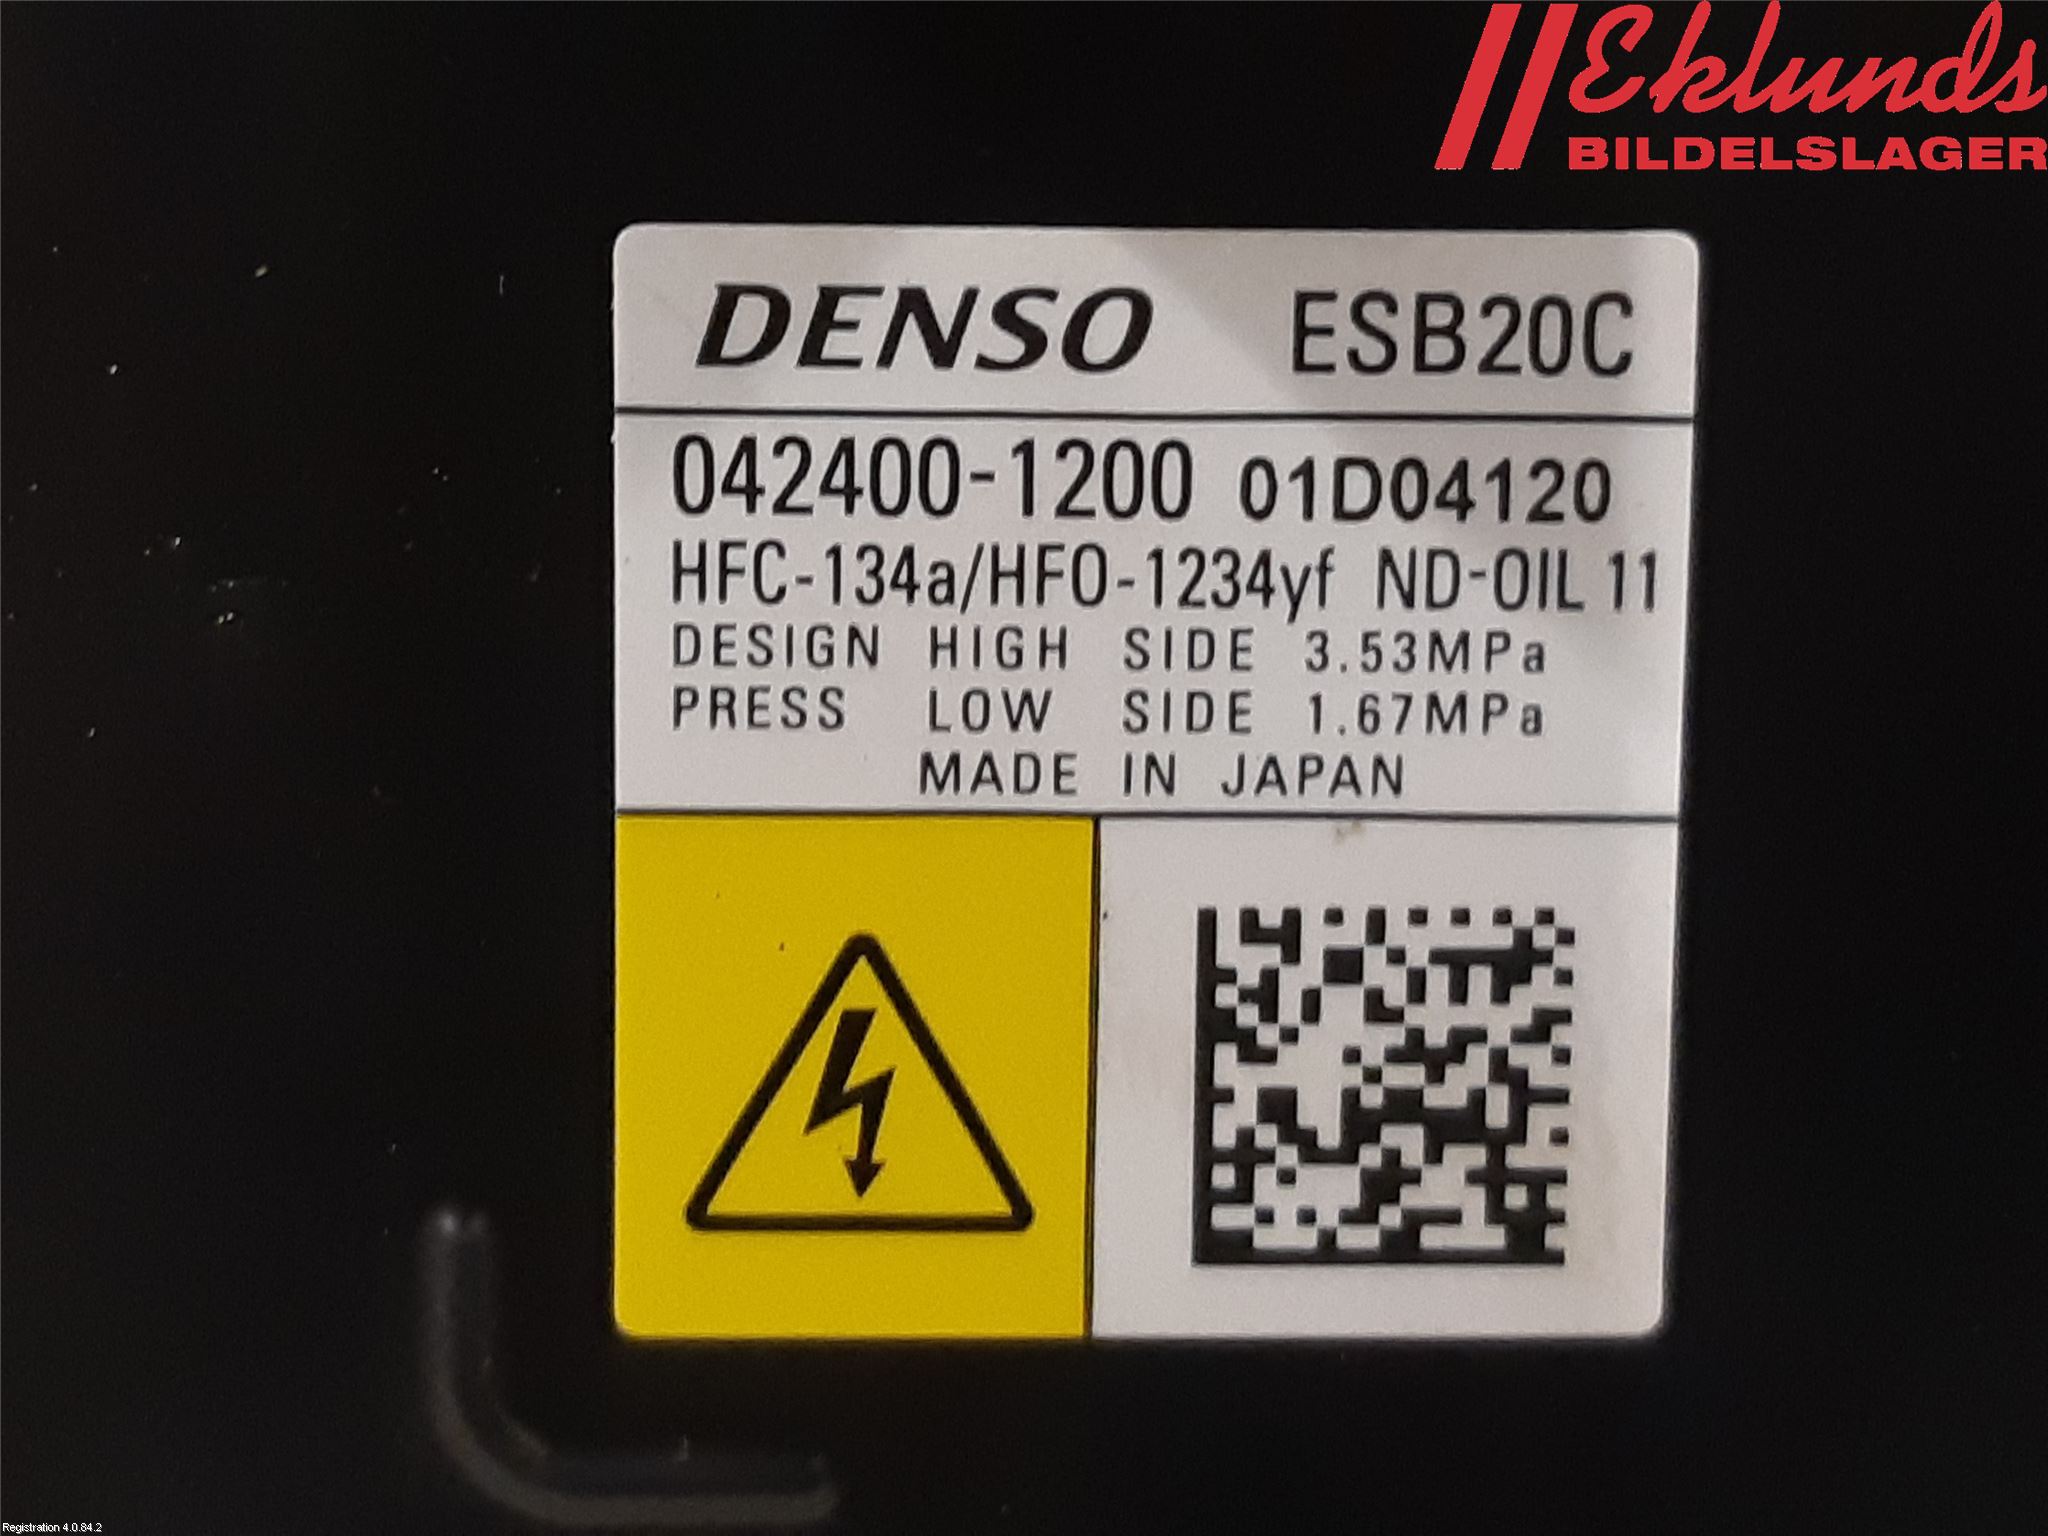 Eklunds
BILDELSLAGER
DENSO ESB20C
042400-1200 01D04120
HFC-134a/HFO-1234yf ND-OIL 11
DESIGN HIGH SIDE 3.53MPa
PRESS LOW SIDE 1.67MPa
MADE IN JAPAN
Registration 4.0.84.2